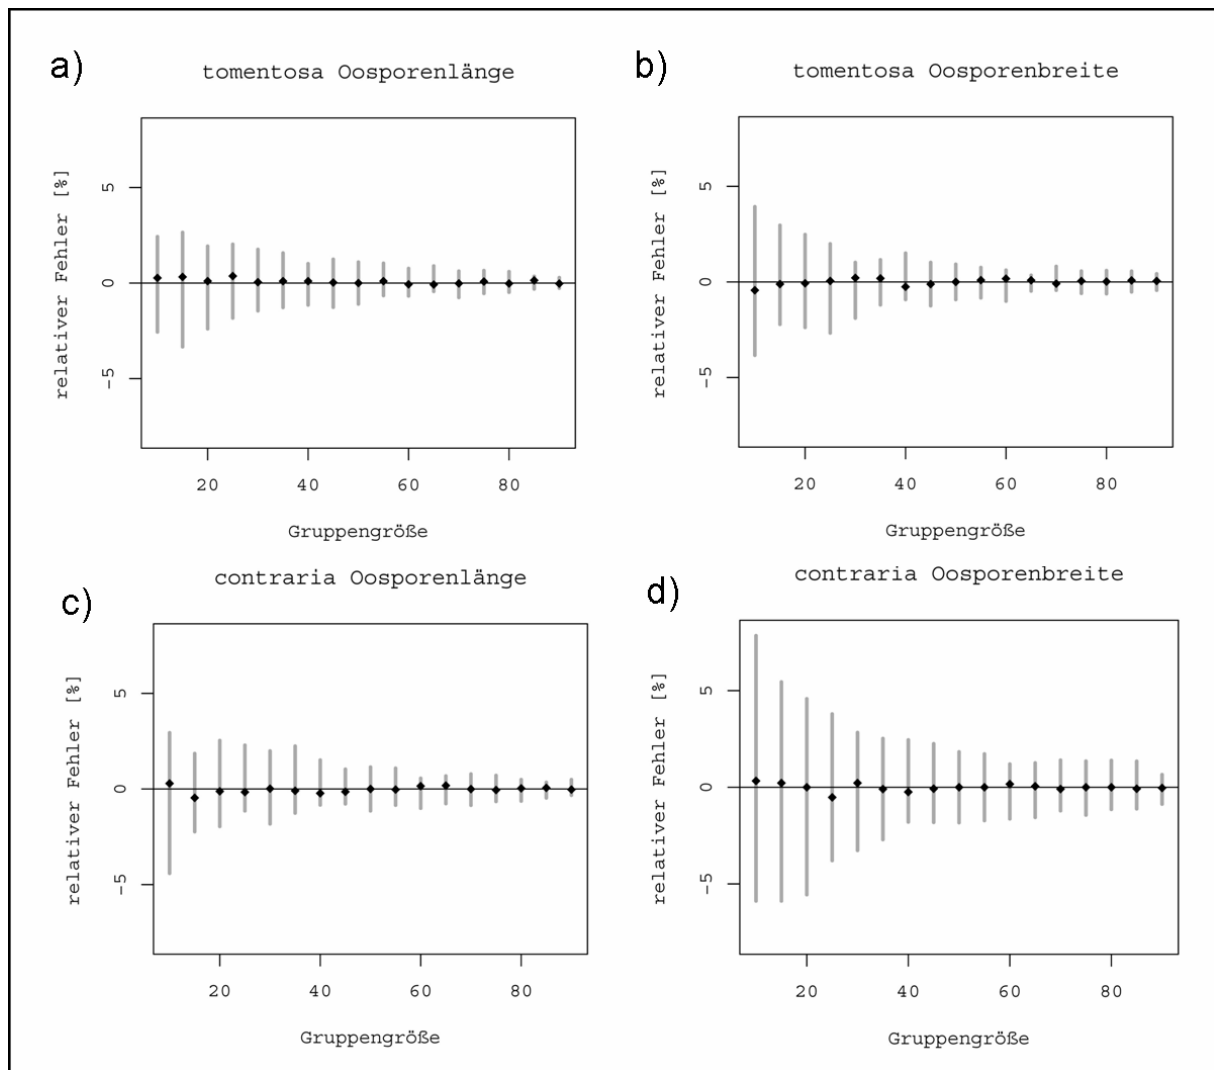 a)
tomentosa Oosporenlänge
relativer Fehler [%]
5
0
-5
20 40 60 80
Gruppengröße
b)
tomentosa Oosporenbreite
relativer Fehler [%]
5
0
-5
20 40 60 80
Gruppengröße
c)
contraria Oosporenlänge
relativer Fehler [%]
5
0
-5
20 40 60 80
Gruppengröße
d)
contraria Oosporenbreite
relativer Fehler [%]
5
0
-5
20 40 60 80
Gruppengröße